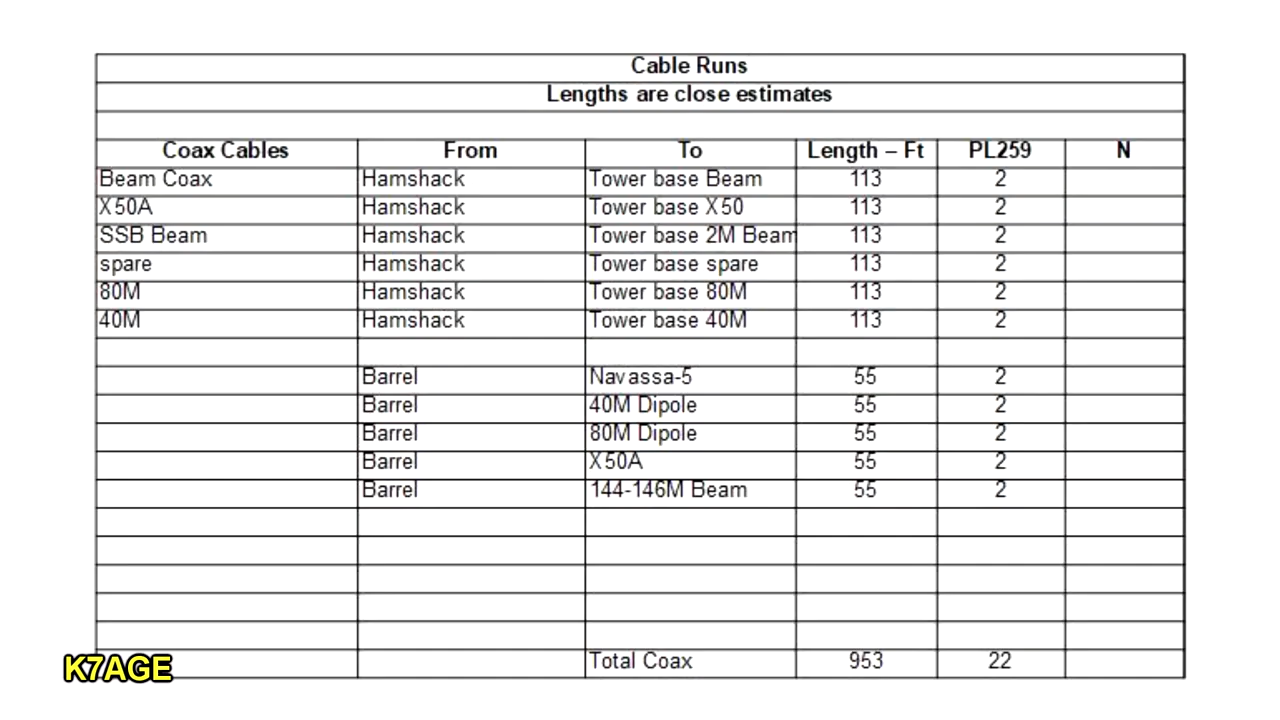 Cable Runs
Lengths are close estimates
Coax Cables From To Length – Ft PL259 N
Beam Coax Hamshack Tower base Beam 113 2
X50A Hamshack Tower base X50 113 2
SSB Beam Hamshack Tower base 2M Beam 113 2
spare Hamshack Tower base spare 113 2
80M Hamshack Tower base 80M 113 2
40M Hamshack Tower base 40M 113 2
Barrel Navassa-5 55 2
Barrel 40M Dipole 55 2
Barrel 80M Dipole 55 2
Barrel X50A 55 2
Barrel 144-146M Beam 55 2
Total Coax 953 22
K7AGE